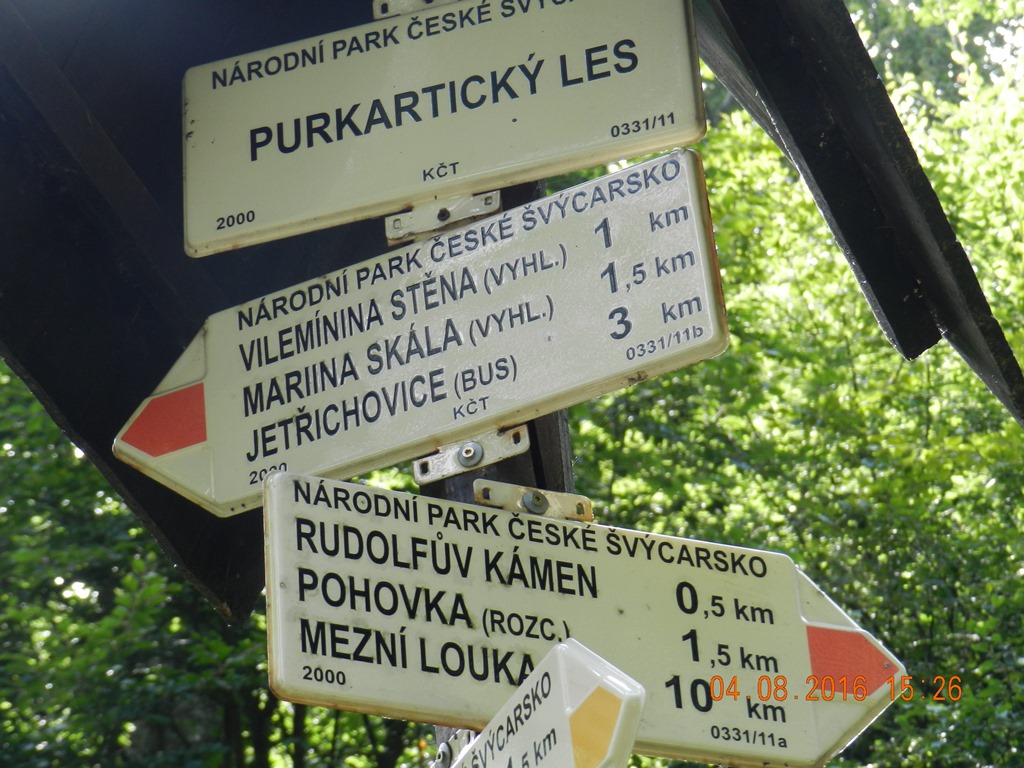 NÁRODNÍ PARK ČESKÉ
PURKARTICKÝ LES
0331/11
KČT
2000
NÁRODNÍ PARK ČESKÉ ŠVÝCARSKO
VILEMÍNINA STĚNA (VYHL.) 1 km
MARIINA SKÁLA (VYHL.) 1,5 km
JETŘICHOVICE (BUS) 3 km
0331/11b
KČT
2000
NÁRODNÍ PARK ČESKÉ ŠVÝCARSKO
RUDOLFŮV KÁMEN 0,5 km
POHOVKA (ROZC.) 1,5 km
MEZNÍ LOUKA 10 km
2000
0331/11a
ŠVÝCARSKO
,5 km
04.08.2016 15:26